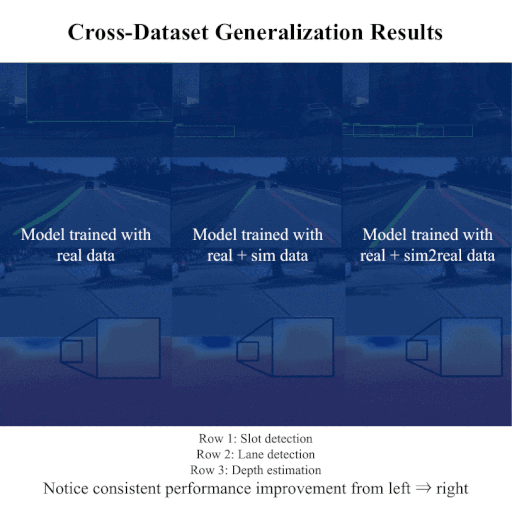 Cross-Dataset Generalization Results
Model trained with
real data
Model trained with
real + sim data
Model trained with
real + sim2real data
Row 1: Slot detection
Row 2: Lane detection
Row 3: Depth estimation
Notice consistent performance improvement from left ⇒ right